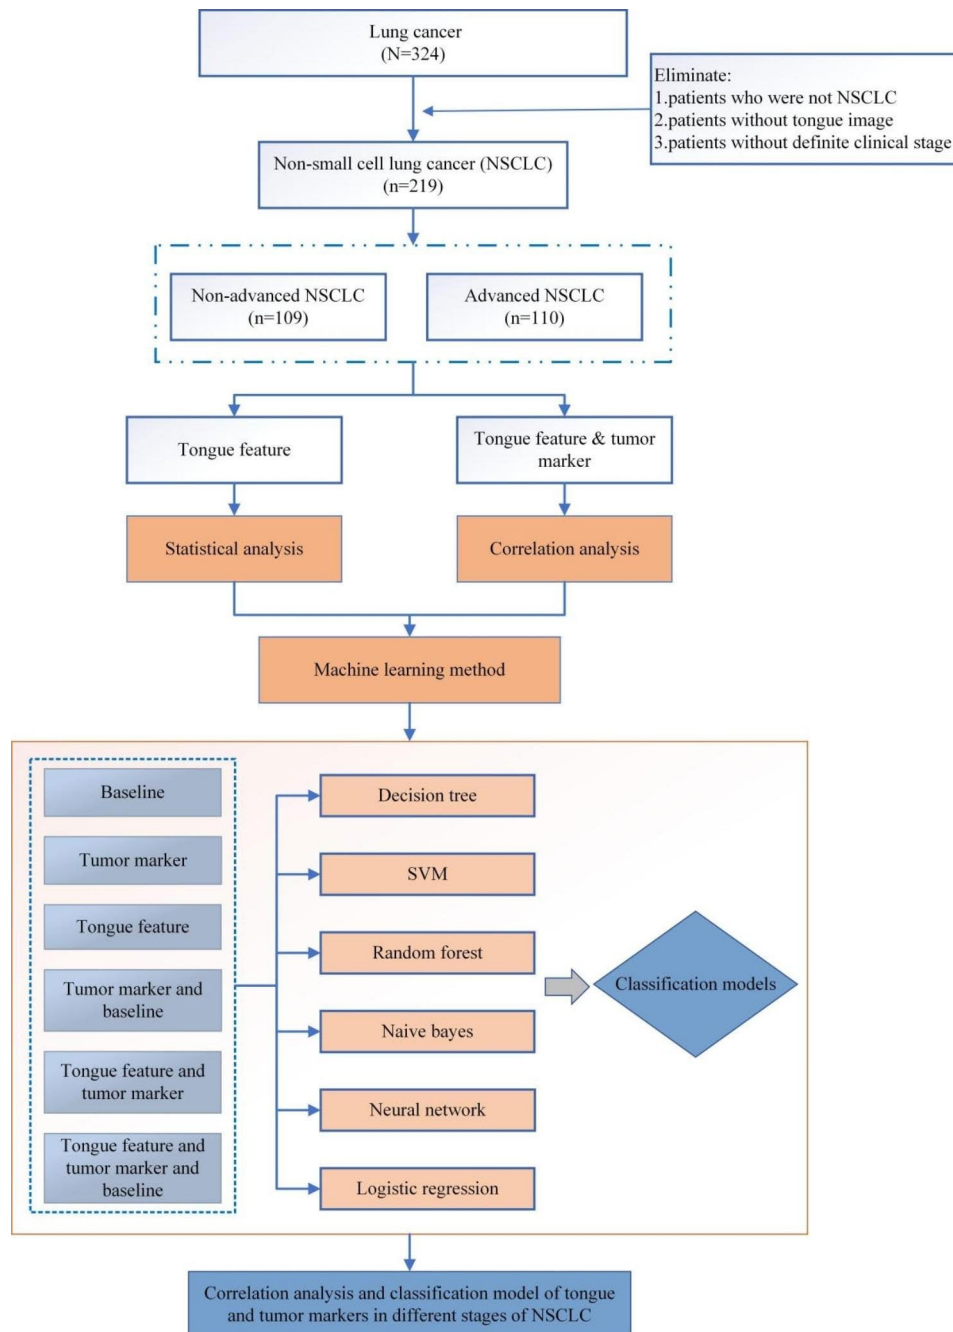 Lung cancer
(N=324)
Eliminate:
1.patients who were not NSCLC
2.patients without tongue image
3.patients without definite clinical stage
Non-small cell lung cancer (NSCLC)
(n=219)
Non-advanced NSCLC
(n=109)
Advanced NSCLC
(n=110)
Tongue feature
Tongue feature & tumor
marker
Statistical analysis
Correlation analysis
Machine learning method
Baseline
Tumor marker
Tongue feature
Tumor marker and
baseline
Tongue feature and
tumor marker
Tongue feature and
tumor marker and
baseline
Decision tree
SVM
Random forest
Naive bayes
Neural network
Logistic regression
Classification models
Correlation analysis and classification model of tongue
and tumor markers in different stages of NSCLC